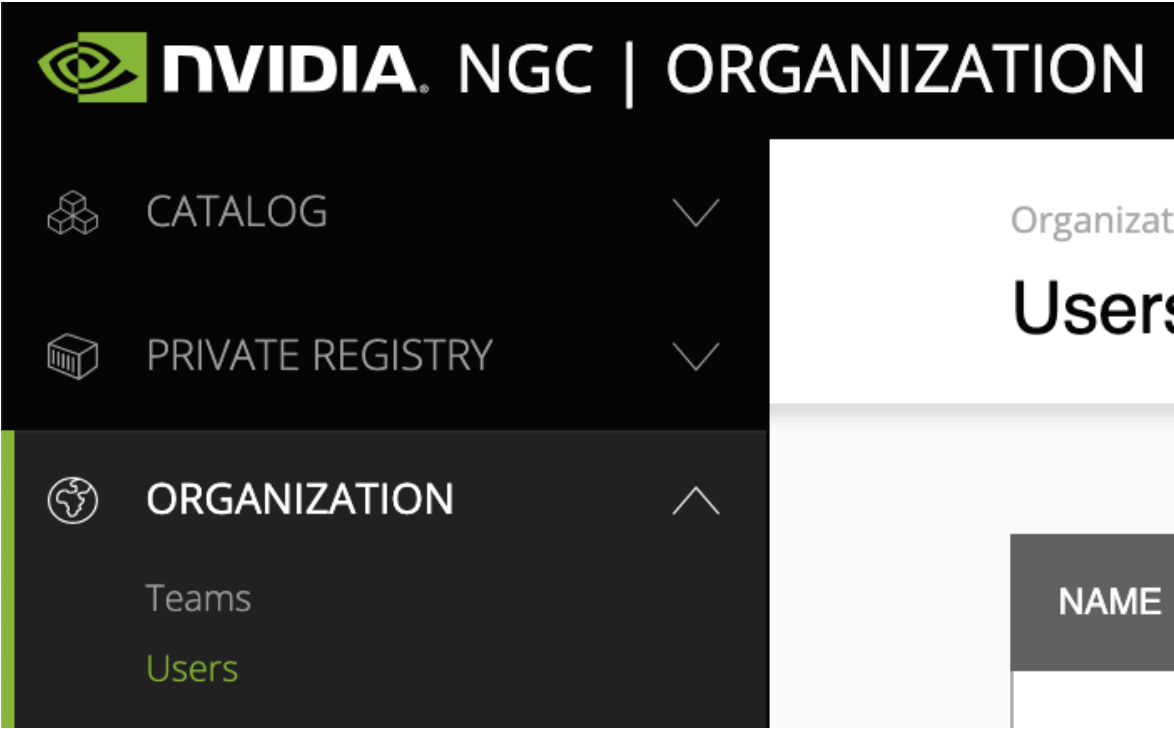 NVIDIA. NGC | ORGANIZATION
CATALOG
PRIVATE REGISTRY
ORGANIZATION
Teams
Users
Organizat
Users
NAME